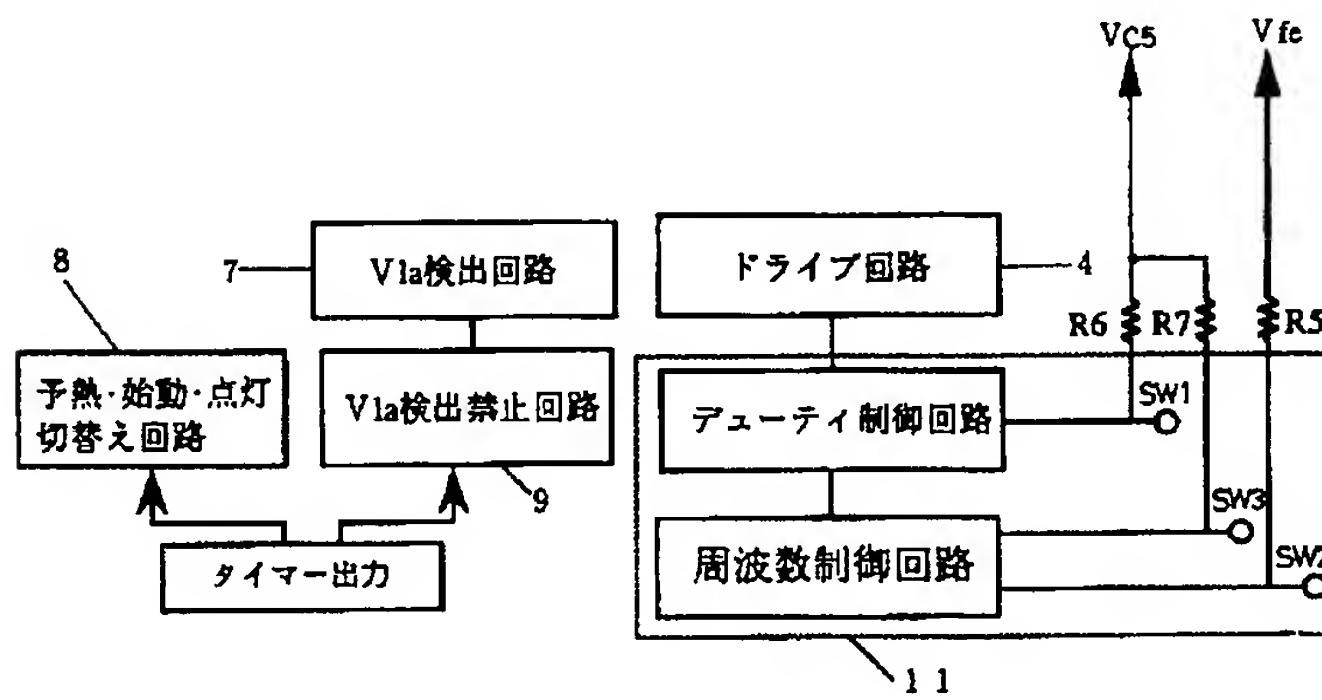 VC5
Vfe
8
7
V1a検出回路
ドライブ回路
4
R6
R7
R5
予熱・始動・点灯
切替え回路
V1a検出禁止回路
デューティ制御回路
SW1
9
SW3
周波数制御回路
SW2
タイマー出力
11